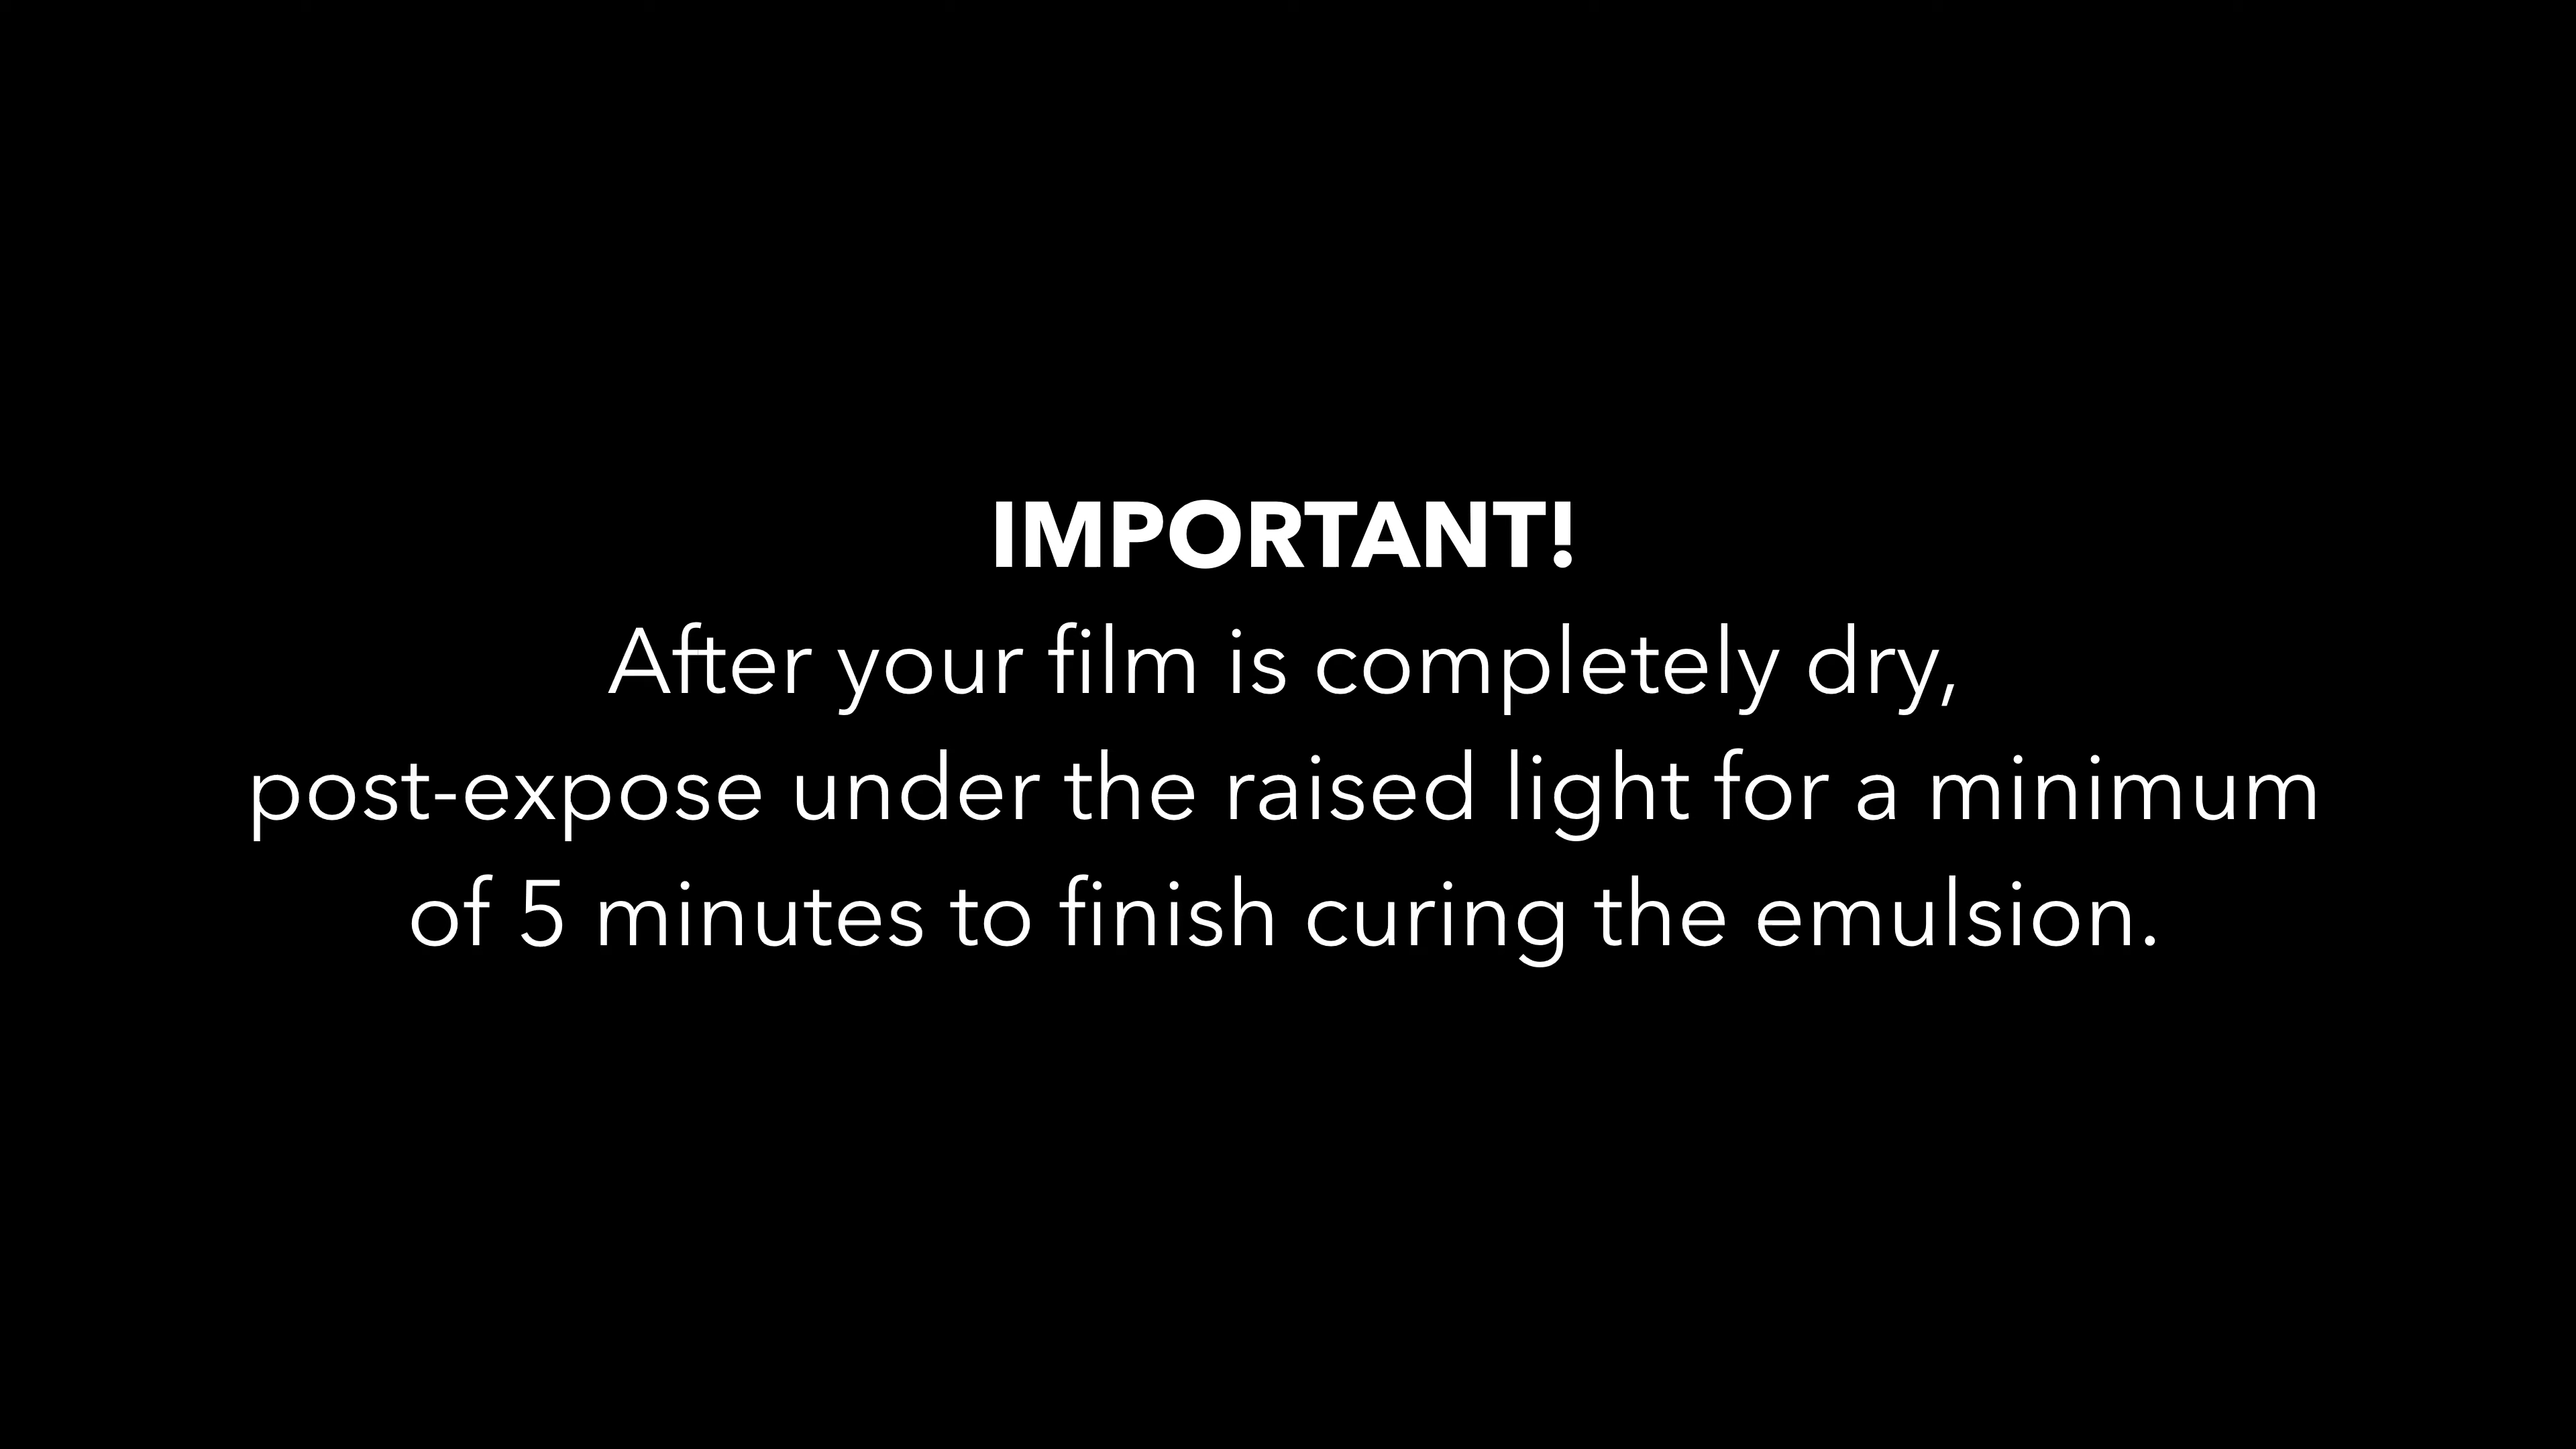 IMPORTANT!
After your film is completely dry,
post-expose under the raised light for a minimum
of 5 minutes to finish curing the emulsion.